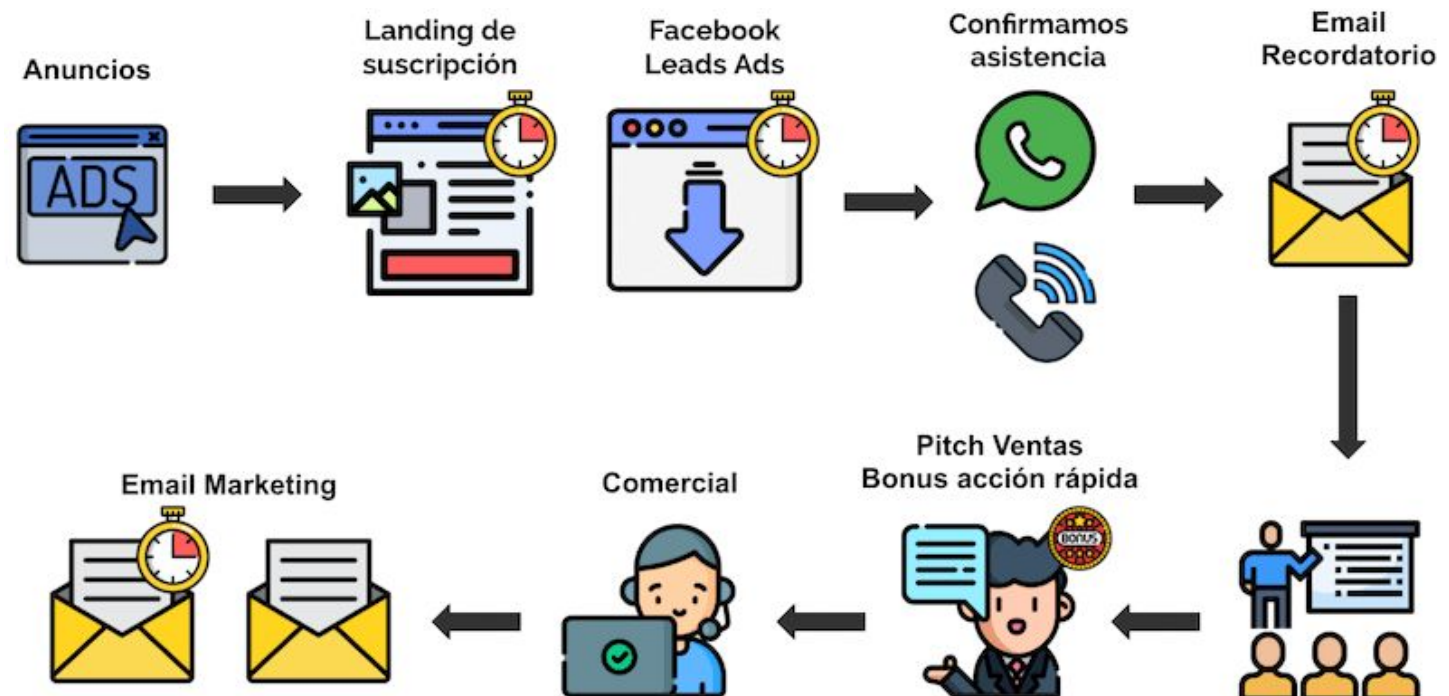 Anuncios
ADS
Landing de
suscripción
Facebook
Leads Ads
Confirmamos
asistencia
Email
Recordatorio
Email Marketing
Comercial
Pitch Ventas
Bonus acción rápida
BONUS